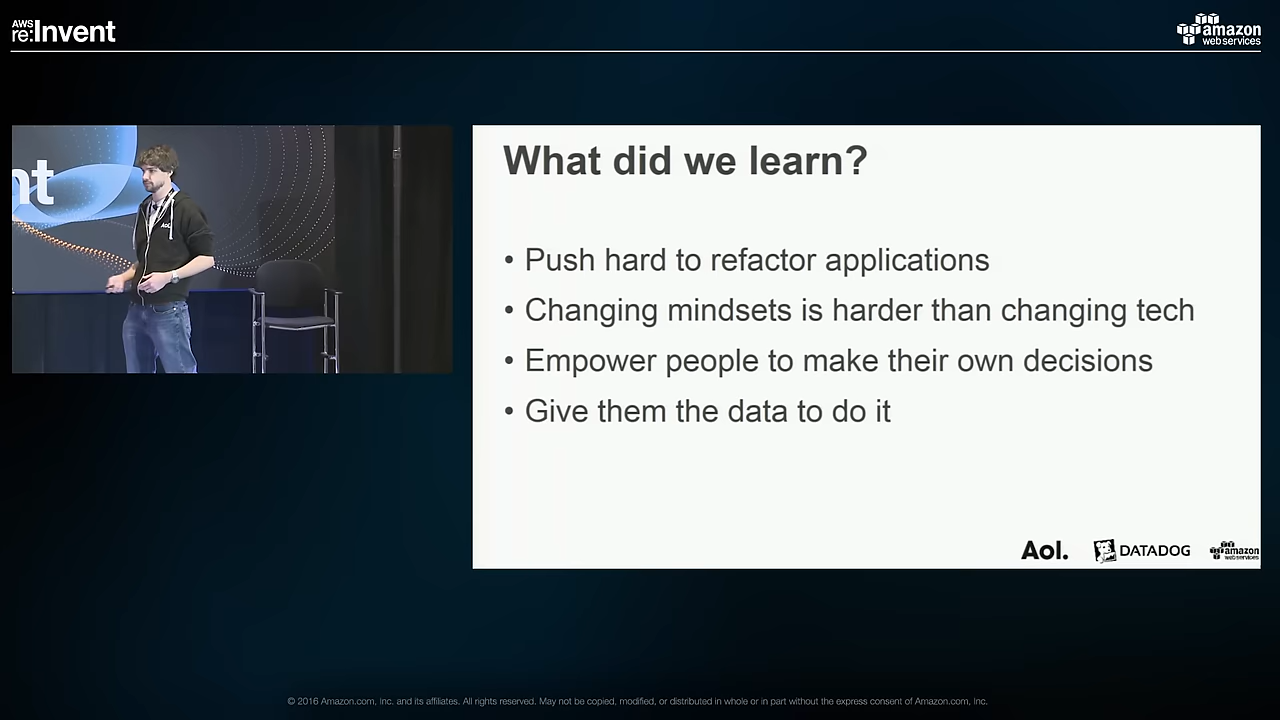 AWS
re:Invent
amazon
web services
nt
Aol.
What did we learn?
• Push hard to refactor applications
• Changing mindsets is harder than changing tech
• Empower people to make their own decisions
• Give them the data to do it
Aol.
DATADOG
amazon
web services
© 2016 Amazon.com, Inc. and its affiliates. All rights reserved. May not be copied, modified, or distributed in whole or in part without the express consent of Amazon.com, Inc.